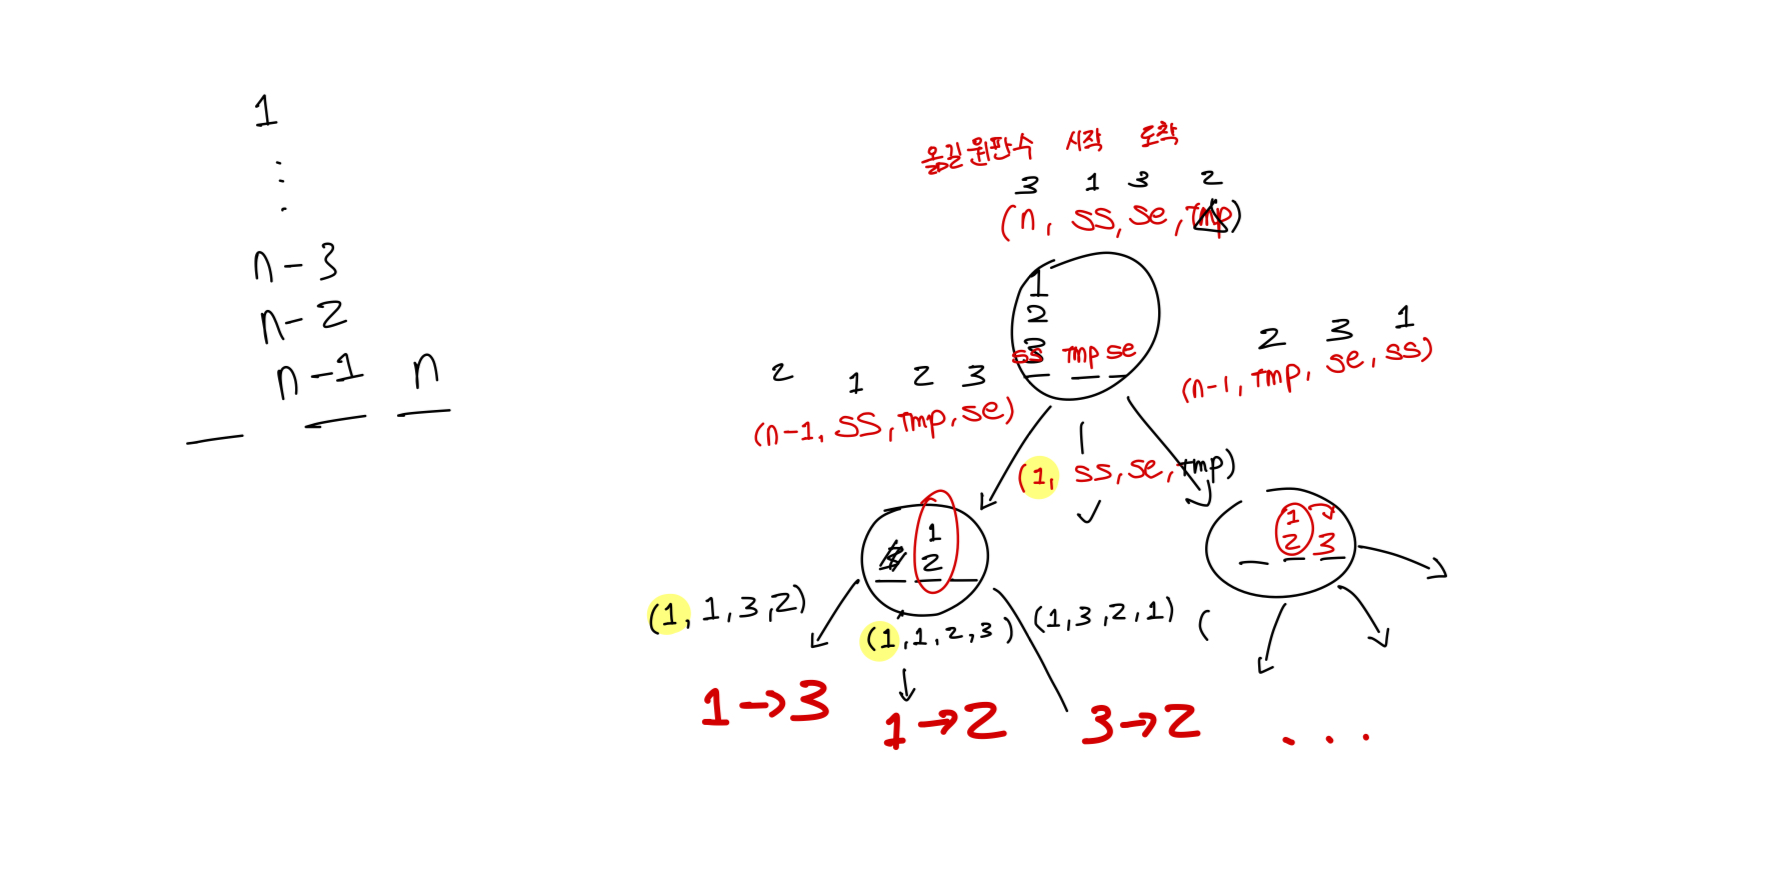 1
⋮
n-3
n-2
n-1 n
옮길 원판수 시작 도착
3 1 3 2
(n, ss, se, tmp)
1
2
3
ss tmp se
2 1 2 3
(n-1, ss, tmp, se)
2 3 1
(n-1, tmp, se, ss)
(1, ss, se, tmp)
1
2
1
2 3
(1, 1, 3, 2)
(1, 1, 2, 3)
(1, 3, 2, 1)
(
1→3
1→2
3→2
...